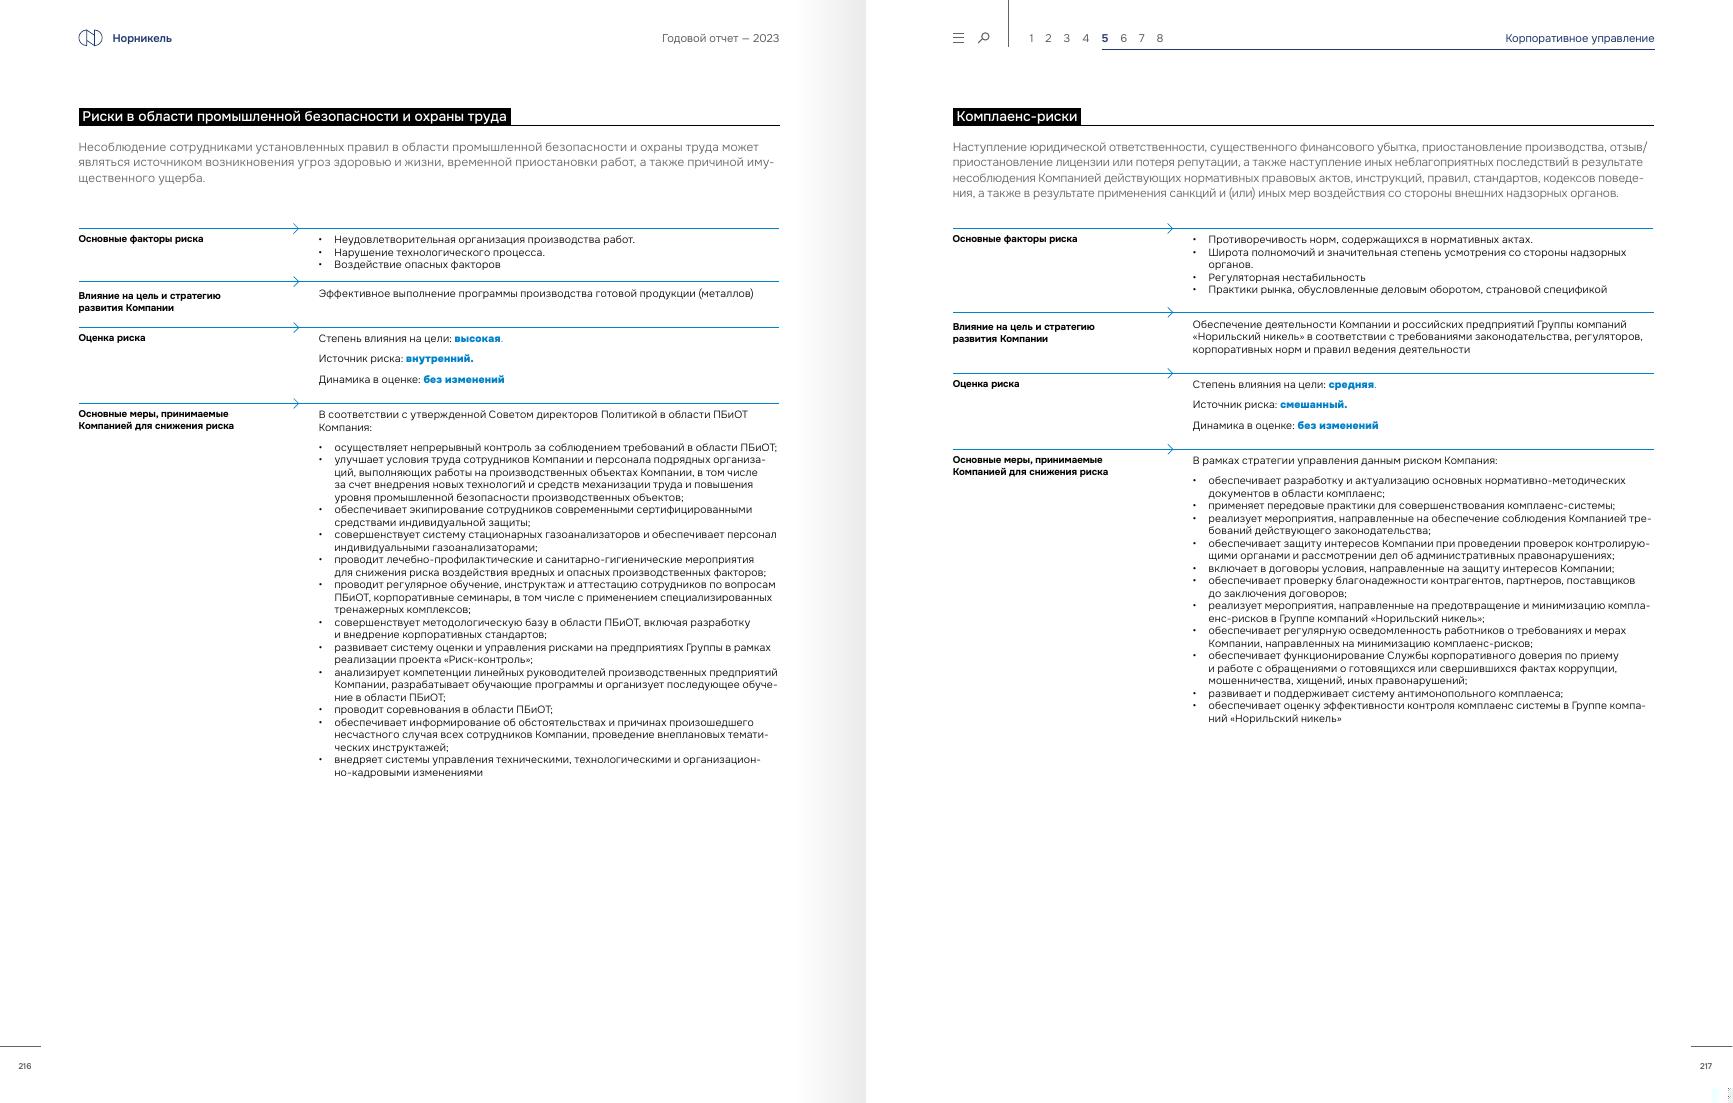 Норникель
Годовой отчет — 2023
Риски в области промышленной безопасности и охраны труда
Несоблюдение сотрудниками установленных правил в области промышленной безопасности и охраны труда может
являться источником возникновения угроз здоровью и жизни, временной приостановки работ, а также причиной иму-
щественного ущерба.
Основные факторы риска
• Неудовлетворительная организация производства работ.
• Нарушение технологического процесса.
• Воздействие опасных факторов
Влияние на цель и стратегию
развития Компании
Эффективное выполнение программы производства готовой продукции (металлов)
Оценка риска
Степень влияния на цели: высокая.
Источник риска: внутренний.
Динамика в оценке: без изменений
Основные меры, принимаемые
Компанией для снижения риска
В соответствии с утвержденной Советом директоров Политикой в области ПБиОТ
Компания:
• осуществляет непрерывный контроль за соблюдением требований в области ПБиОТ;
• улучшает условия труда сотрудников Компании и персонала подрядных организа-
ций, выполняющих работы на производственных объектах Компании, в том числе
за счет внедрения новых технологий и средств механизации труда и повышения
уровня промышленной безопасности производственных объектов;
• обеспечивает экипирование сотрудников современными сертифицированными
средствами индивидуальной защиты;
• совершенствует систему стационарных газоанализаторов и обеспечивает персонал
индивидуальными газоанализаторами;
• проводит лечебно-профилактические и санитарно-гигиенические мероприятия
для снижения риска воздействия вредных и опасных производственных факторов;
• проводит регулярное обучение, инструктаж и аттестацию сотрудников по вопросам
ПБиОТ, корпоративные семинары, в том числе с применением специализированных
тренажерных комплексов;
• совершенствует методологическую базу в области ПБиОТ, включая разработку
и внедрение корпоративных стандартов;
• развивает систему оценки и управления рисками на предприятиях Группы в рамках
реализации проекта «Риск-контроль»;
• анализирует компетенции линейных руководителей производственных предприятий
Компании, разрабатывает обучающие программы и организует последующее обуче-
ние в области ПБиОТ;
• проводит соревнования в области ПБиОТ;
• обеспечивает информирование об обстоятельствах и причинах произошедшего
несчастного случая всех сотрудников Компании, проведение внеплановых темати-
ческих инструктажей;
• внедряет системы управления техническими, технологическими и организацион-
но-кадровыми изменениями
216
1 2 3 4 5 6 7 8
Корпоративное управление
Комплаенс-риски
Наступление юридической ответственности, существенного финансового убытка, приостановление производства, отзыв/
приостановление лицензии или потеря репутации, а также наступление иных неблагоприятных последствий в результате
несоблюдения Компанией действующих нормативных правовых актов, инструкций, правил, стандартов, кодексов поведе-
ния, а также в результате применения санкций и (или) иных мер воздействия со стороны внешних надзорных органов.
Основные факторы риска
• Противоречивость норм, содержащихся в нормативных актах.
• Широта полномочий и значительная степень усмотрения со стороны надзорных
органов.
• Регуляторная нестабильность
• Практики рынка, обусловленные деловым оборотом, страновой спецификой
Влияние на цель и стратегию
развития Компании
Обеспечение деятельности Компании и российских предприятий Группы компаний
«Норильский никель» в соответствии с требованиями законодательства, регуляторов,
корпоративных норм и правил ведения деятельности
Оценка риска
Степень влияния на цели: средняя.
Источник риска: смешанный.
Динамика в оценке: без изменений
Основные меры, принимаемые
Компанией для снижения риска
В рамках стратегии управления данным риском Компания:
• обеспечивает разработку и актуализацию основных нормативно-методических
документов в области комплаенс;
• применяет передовые практики для совершенствования комплаенс-системы;
• реализует мероприятия, направленные на обеспечение соблюдения Компанией тре-
бований действующего законодательства;
• обеспечивает защиту интересов Компании при проведении проверок контролирую-
щими органами и рассмотрении дел об административных правонарушениях;
• включает в договоры условия, направленные на защиту интересов Компании;
• обеспечивает проверку благонадежности контрагентов, партнеров, поставщиков
до заключения договоров;
• реализует мероприятия, направленные на предотвращение и минимизацию компла-
енс-рисков в Группе компаний «Норильский никель»;
• обеспечивает регулярную осведомленность работников о требованиях и мерах
Компании, направленных на минимизацию комплаенс-рисков;
• обеспечивает функционирование Службы корпоративного доверия по приему
и работе с обращениями о готовящихся или свершившихся фактах коррупции,
мошенничества, хищений, иных правонарушений;
• развивает и поддерживает систему антимонопольного комплаенса;
• обеспечивает оценку эффективности контроля комплаенс системы в Группе компа-
ний «Норильский никель»
217